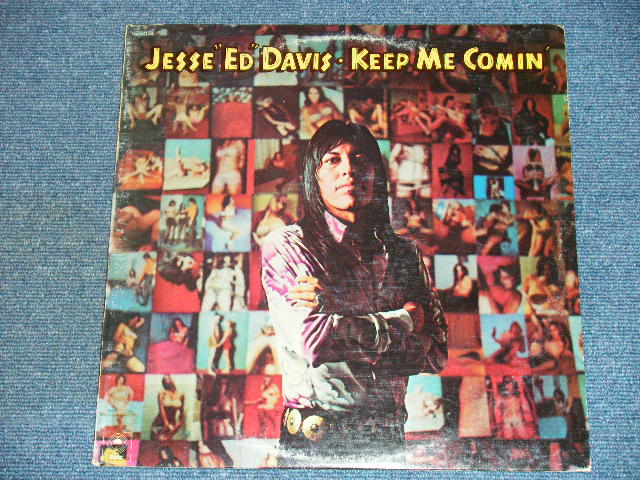 JESSE "ED" DAVIS • KEEP ME COMIN'